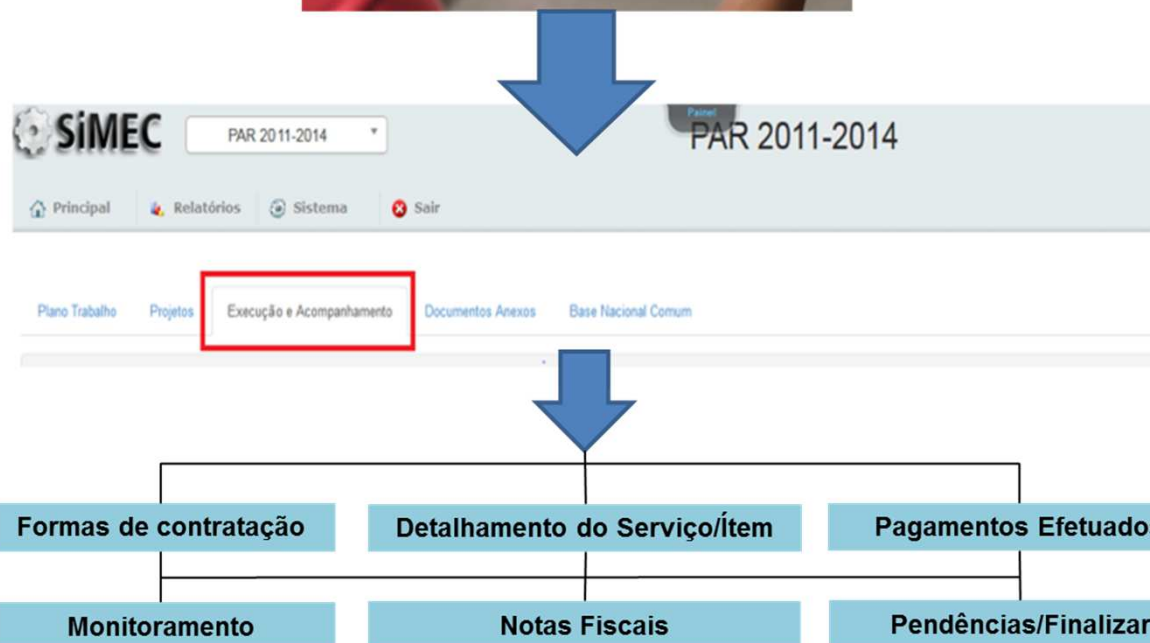 SiMEC
PAR 2011-2014
Painel
PAR 2011-2014
Principal
Relatórios
Sistema
Sair
Plano Trabalho
Projetos
Execução e Acompanhamento
Documentos Anexos
Base Nacional Comum
Formas de contratação
Detalhamento do Serviço/Ítem
Pagamentos Efetuados
Monitoramento
Notas Fiscais
Pendências/Finalizar